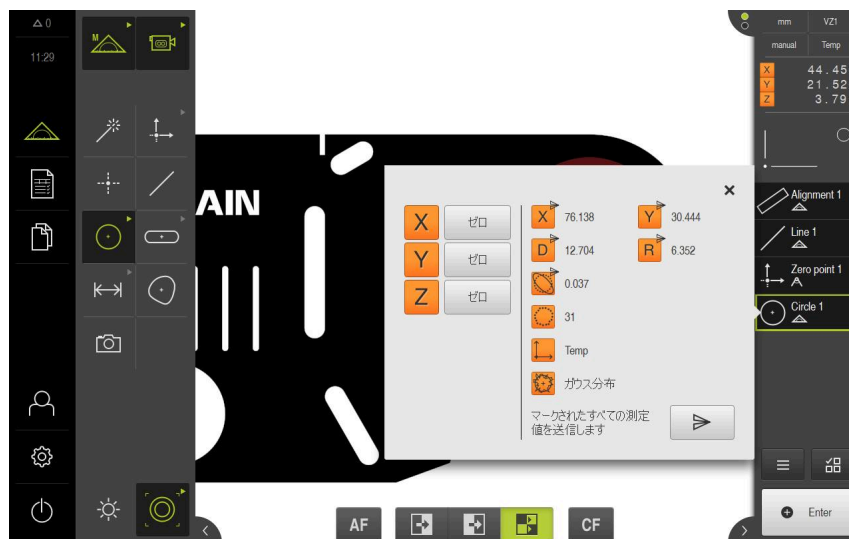 0
11:29
M
AIN
X ゼロ
Y ゼロ
Z ゼロ
X 76.138 Y 30.444
D 12.704 R 6.352
0.037
31
Temp
ガウス分布
マークされたすべての測定
値を送信します
AF
CF
mm VZ1
manual Temp
X 44.45
Y 21.52
Z 3.79
Alignment 1
Line 1
Zero point 1
Circle 1
Enter